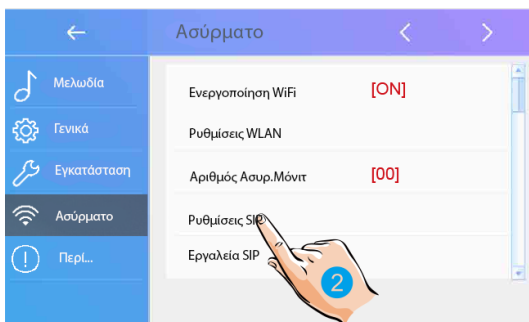 Ασύρματο
Μελωδία
Γενικά
Εγκατάσταση
Ασύρματο
Περί...
Ενεργοποίηση WiFi [ON]
Ρυθμίσεις WLAN
Αριθμός Ασυρ.Μόνιτ [00]
Ρυθμίσεις SIP
Εργαλεία SIP
2